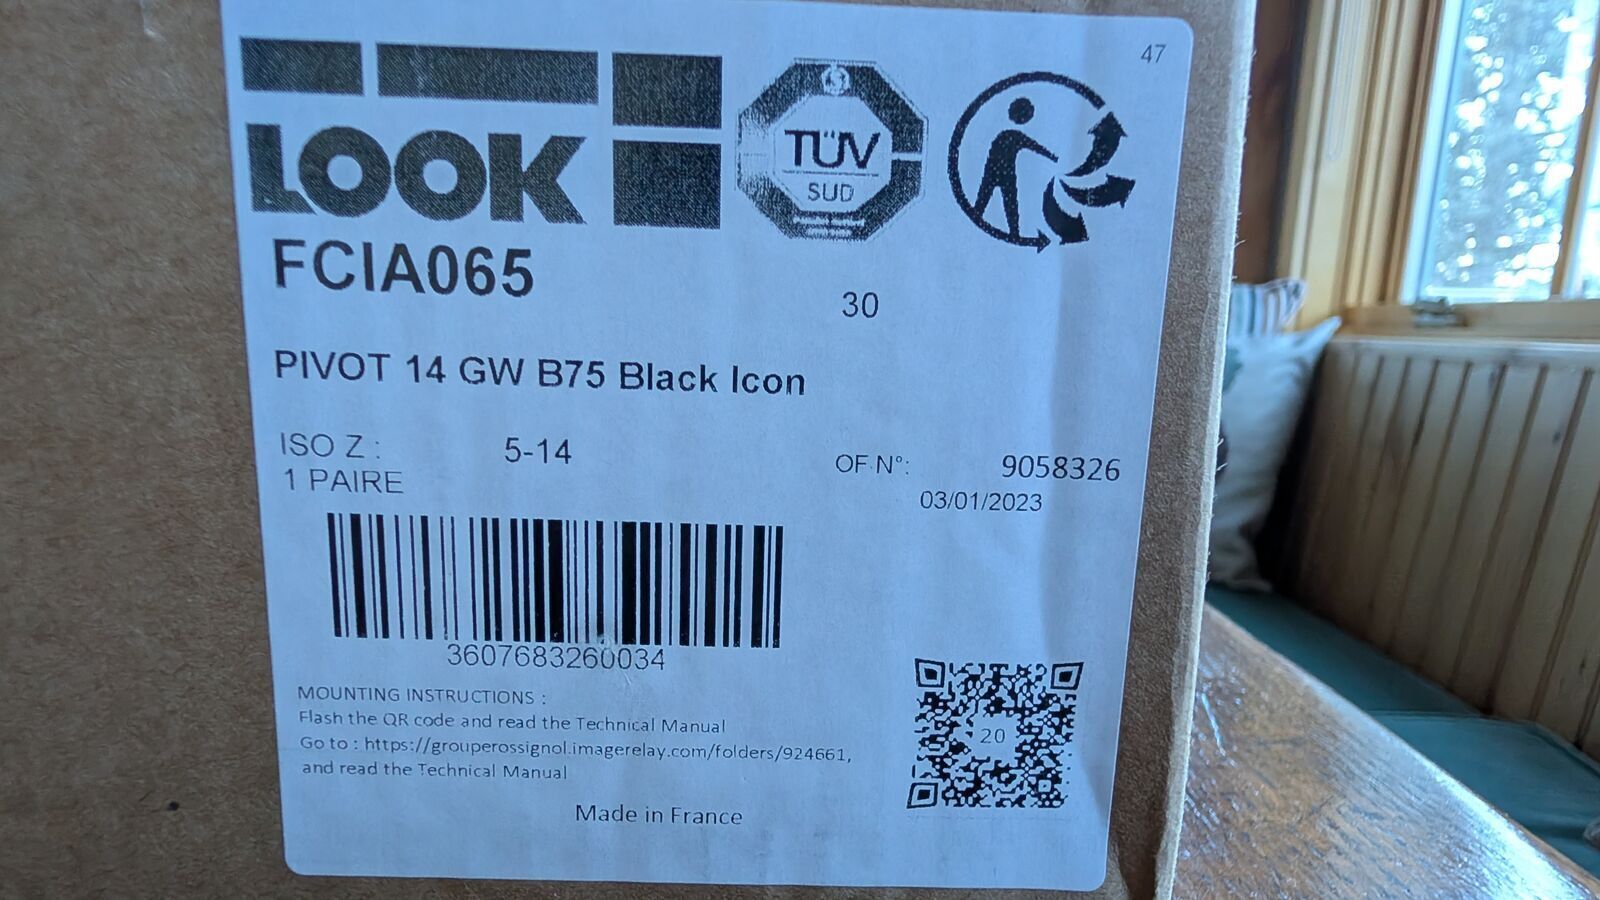 47
LOOK
TÜV
SUD
FCIA065
30
PIVOT 14 GW B75 Black Icon
ISO Z : 5-14
1 PAIRE
OF N°: 9058326
03/01/2023
3607683260034
MOUNTING INSTRUCTIONS :
Flash the QR code and read the Technical Manual
Go to : https://grouperossignol.imagerelay.com/folders/924661,
and read the Technical Manual
20
Made in France